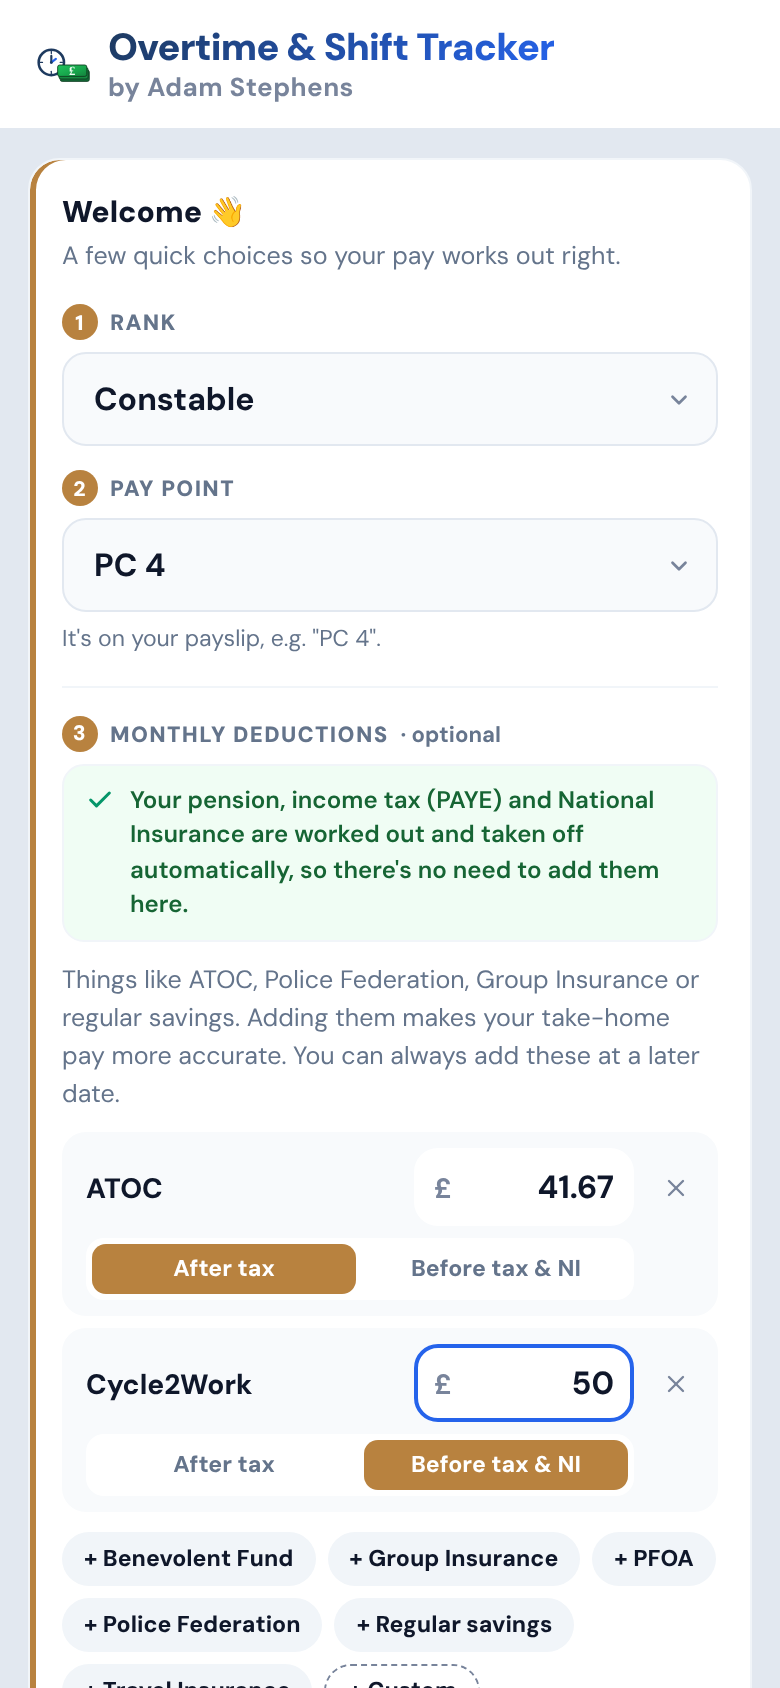 Overtime & Shift Tracker
by Adam Stephens
Welcome 👋
A few quick choices so your pay works out right.
1 RANK
Constable
2 PAY POINT
PC 4
It's on your payslip, e.g. "PC 4".
3 MONTHLY DEDUCTIONS · optional
Your pension, income tax (PAYE) and National
Insurance are worked out and taken off
automatically, so there's no need to add them
here.
Things like ATOC, Police Federation, Group Insurance or
regular savings. Adding them makes your take-home
pay more accurate. You can always add these at a later
date.
ATOC £ 41.67
After tax Before tax & NI
Cycle2Work £ 50
After tax Before tax & NI
+ Benevolent Fund + Group Insurance + PFOA
+ Police Federation + Regular savings
+ Travel Insurance + Custom